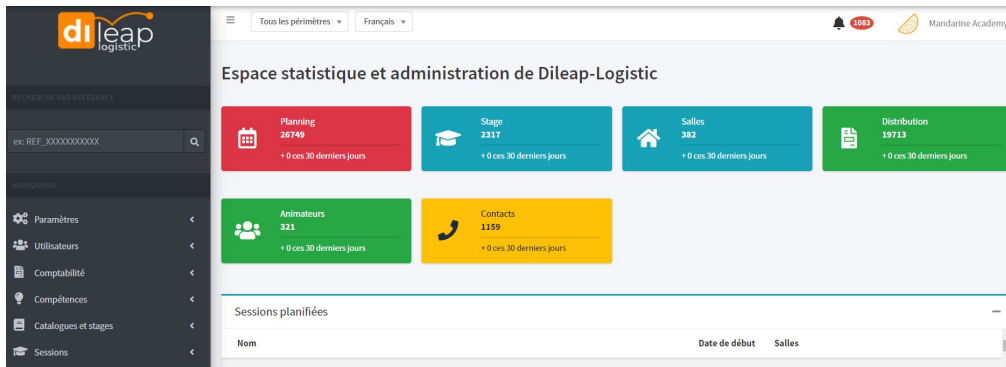 dileap
logistic
Tous les périmètres
Français
1083
Mandarine Academy
Espace statistique et administration de Dileap-Logistic
RECHERCHE PAR RÉFÉRENCE
ex: REF_XXXXXXXXXXX
NAVIGATION
Paramètres
Utilisateurs
Comptabilité
Compétences
Catalogues et stages
Sessions
Planning
26749
+ 0 ces 30 derniers jours
Stage
2317
+ 0 ces 30 derniers jours
Salles
382
+ 0 ces 30 derniers jours
Distribution
19713
+ 0 ces 30 derniers jours
Animateurs
321
+ 0 ces 30 derniers jours
Contacts
1159
+ 0 ces 30 derniers jours
Sessions planifiées
Nom
Date de début
Salles